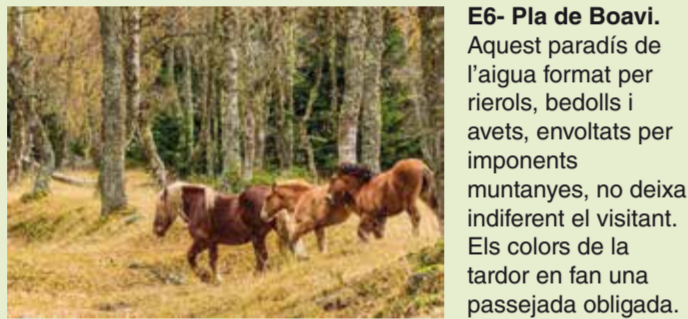 E6- Pla de Boavi.
Aquest paradís de
l'aigua format per
rierols, bedolls i
avets, envoltats per
imponents
muntanyes, no deixa
indiferent el visitant.
Els colors de la
tardor en fan una
passejada obligada.